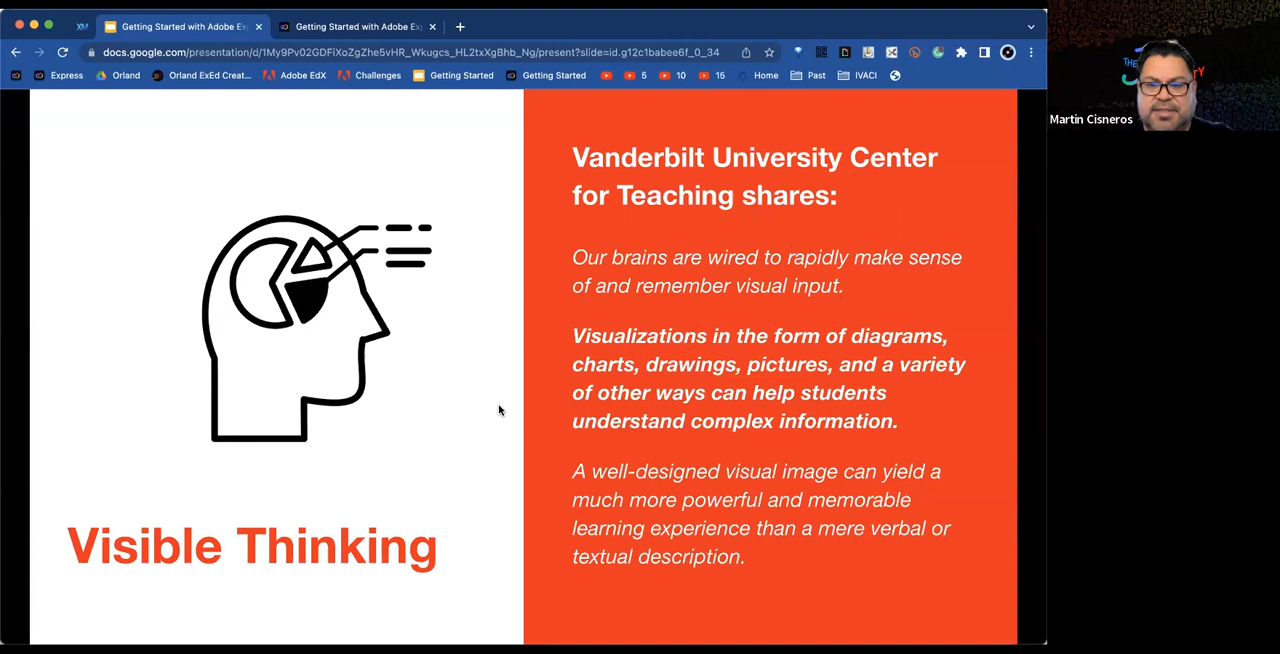 XM
Getting Started with Adobe Ex
Getting Started with Adobe Ex
docs.google.com/presentation/d/1My9Pv02GDFiXoZgZhe5vHR_Wkugcs_HL2txXgBhb_Ng/present?slide=id.g12c1babee6f_0_34
Express
Orland
Orland ExEd Creat...
Adobe EdX
Challenges
Getting Started
Getting Started
5
10
15
Home
Past
IVACI
THE
Martin Cisneros
Visible Thinking
Vanderbilt University Center
for Teaching shares:
Our brains are wired to rapidly make sense
of and remember visual input.
Visualizations in the form of diagrams,
charts, drawings, pictures, and a variety
of other ways can help students
understand complex information.
A well-designed visual image can yield a
much more powerful and memorable
learning experience than a mere verbal or
textual description.